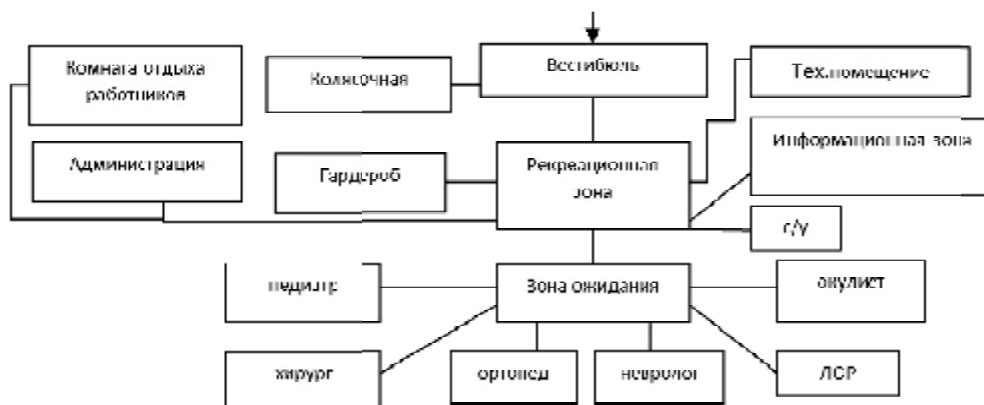 Комната отдыха
работников
Колясочная
Вестибюль
Тех.помещение
Администрация
Гардероб
Рекреационная
зона
Информационная зона
с/у
педиатр
Зона ожидания
окулист
хирург
ортопед
невролог
ЛОР